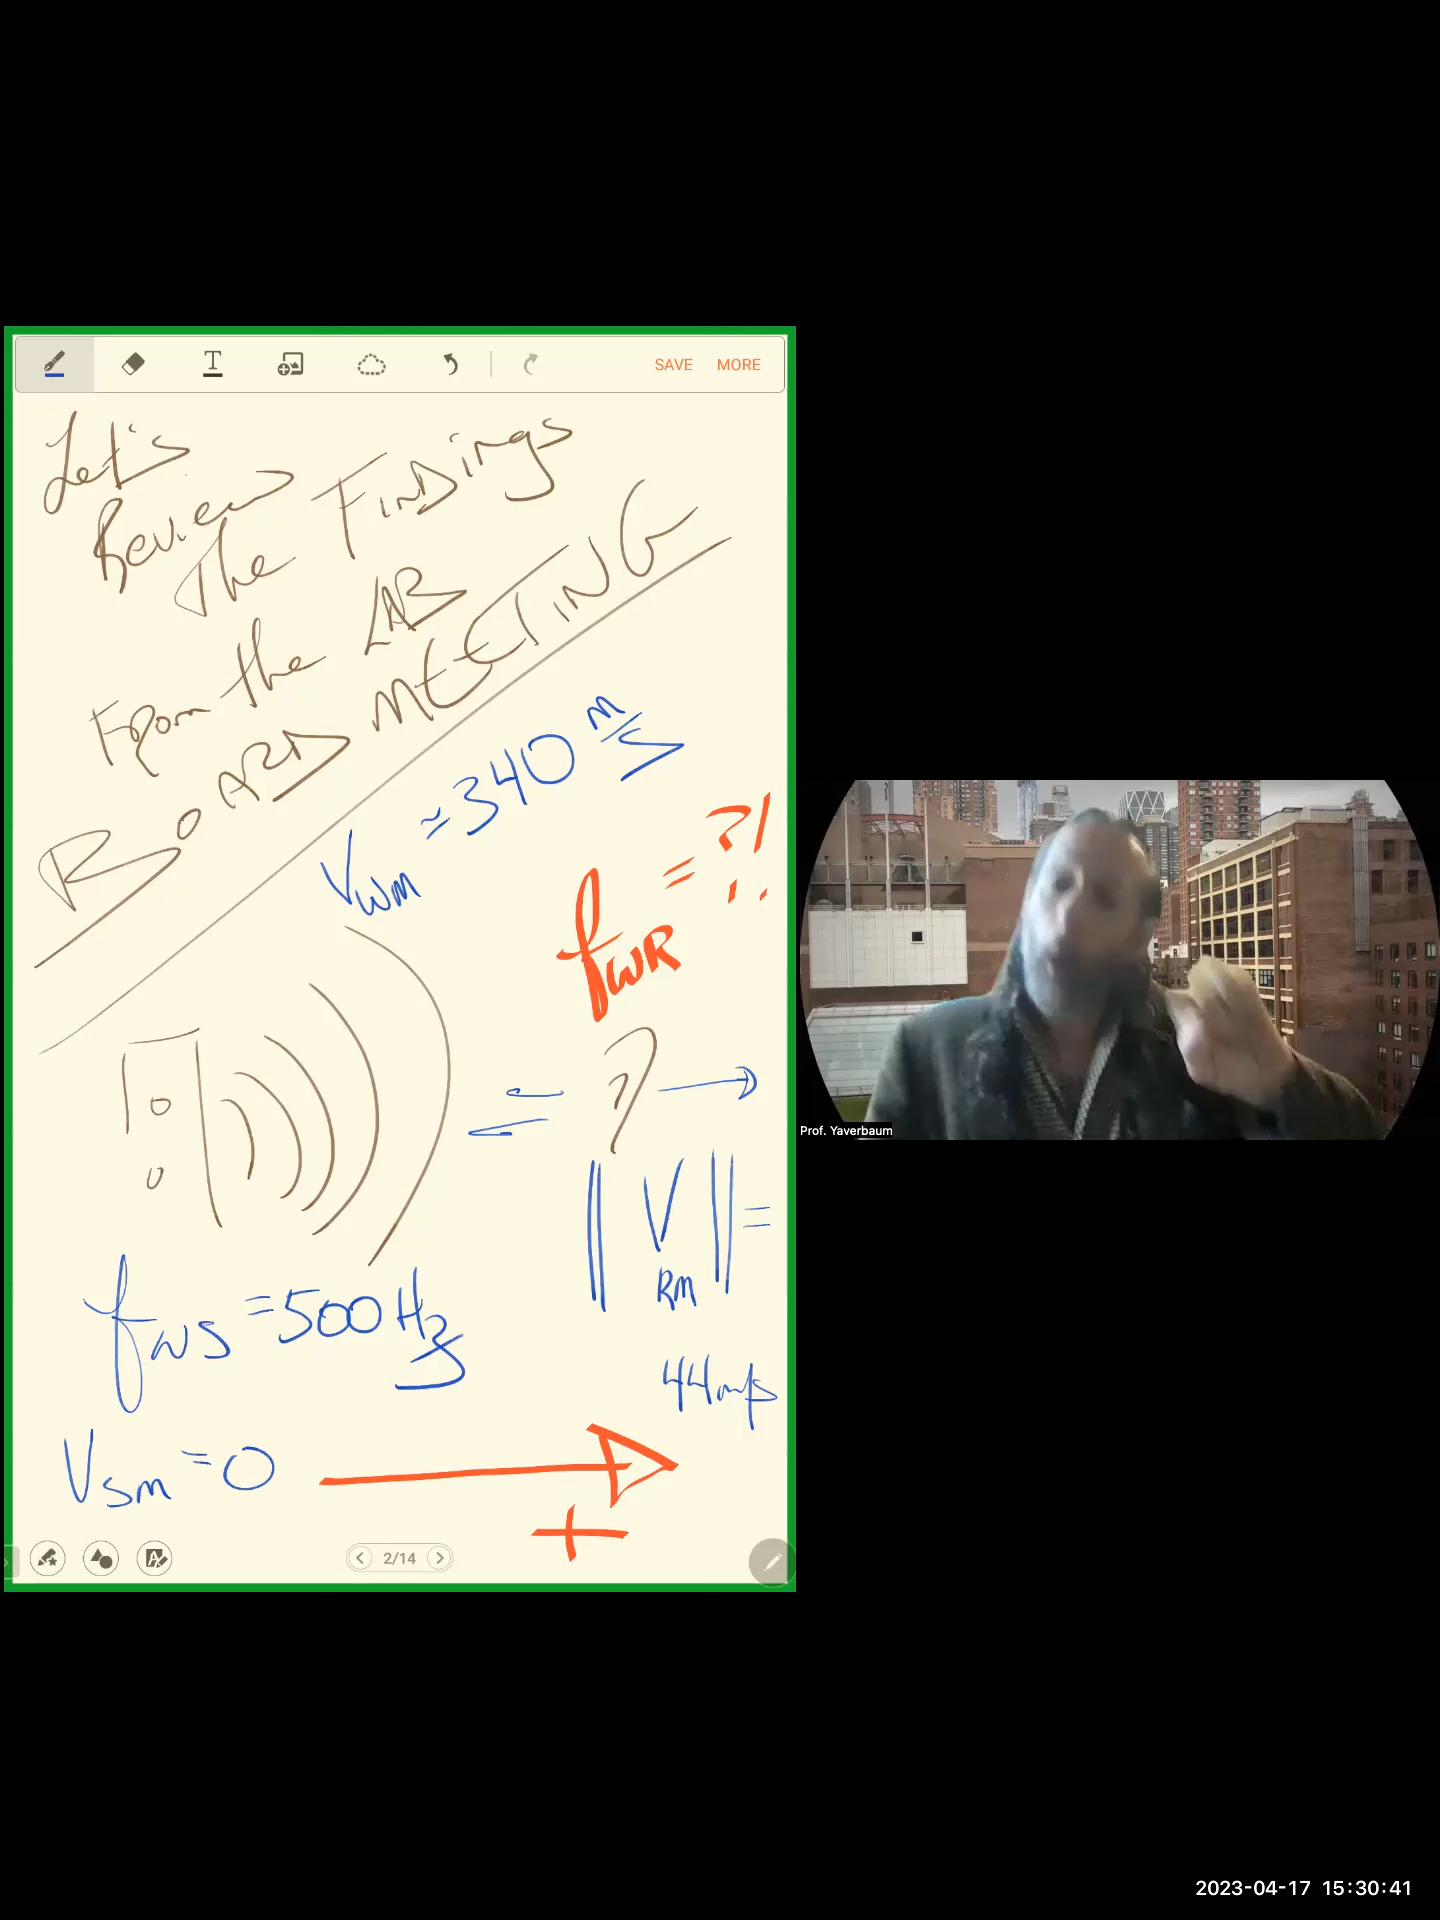 SAVE MORE
Let's
Review
The Findings
From the LAB
BOARD MEETING
V_WM ≈ 340 m/s
f_WR = ?!
|| V_RM || =
44 m/s
f_WS = 500 Hz
V_SM = 0
+
2/14
Prof. Yaverbaum
2023-04-17 15:30:41